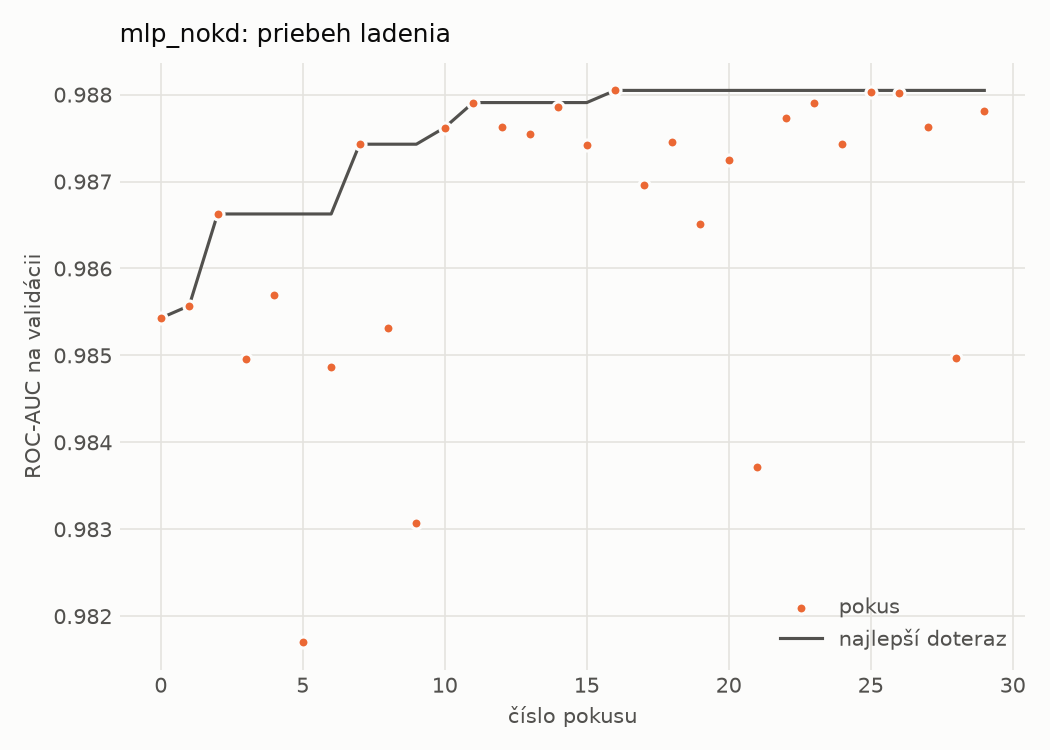 mlp_nokd: priebeh ladenia
ROC-AUC na validácii
0.988
0.987
0.986
0.985
0.984
0.983
0.982
0 5 10 15 20 25 30
číslo pokusu
pokus
najlepší doteraz